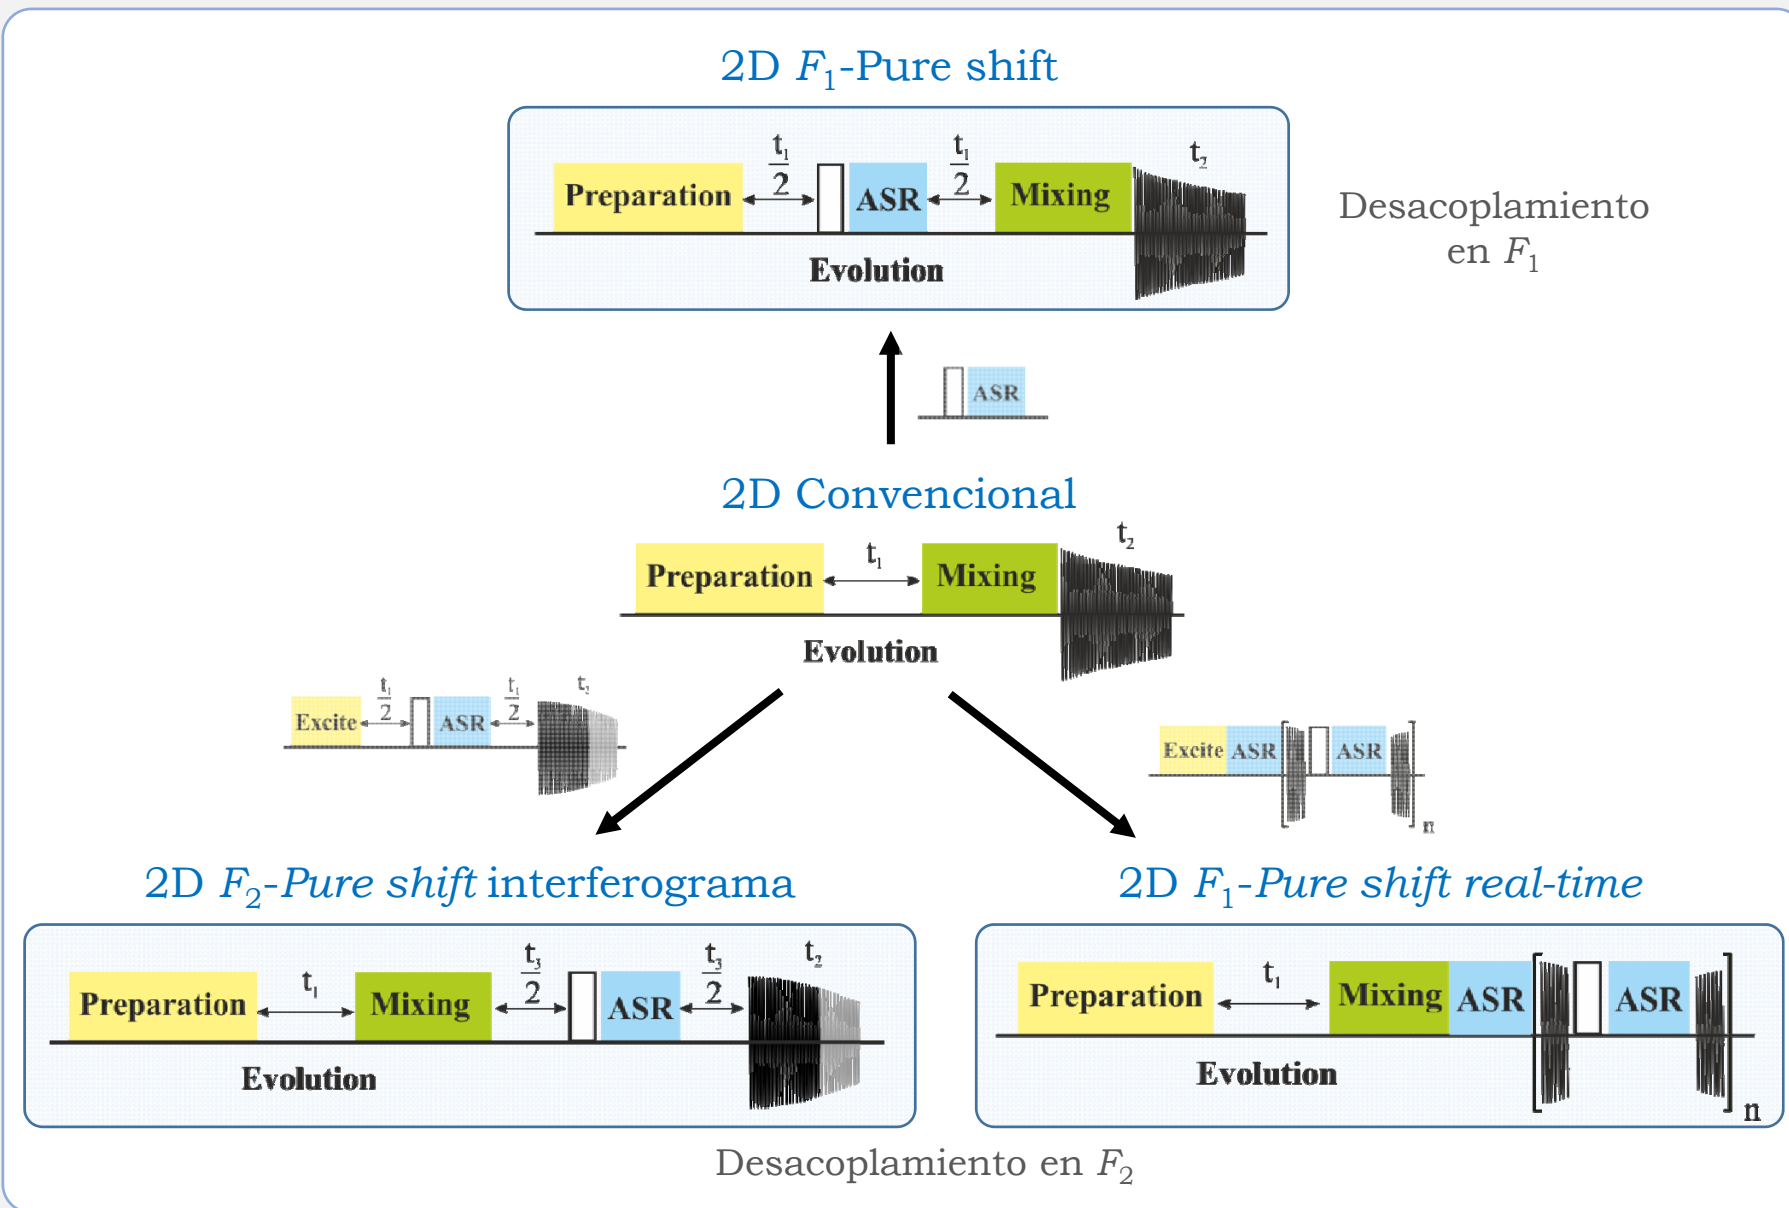 2D F₁-Pure shift
Preparation t₁/2 ASR t₁/2 Mixing t₂
Evolution
Desacoplamiento
en F₁
ASR
2D Convencional
Preparation t₁ Mixing t₂
Evolution
Excite t₁/2 ASR t₁/2 t₂
Excite ASR ASR n
2D F₂-Pure shift interferograma
2D F₁-Pure shift real-time
Preparation t₁ Mixing t₃/2 ASR t₃/2 t₂
Evolution
Preparation t₁ Mixing ASR ASR n
Evolution
Desacoplamiento en F₂